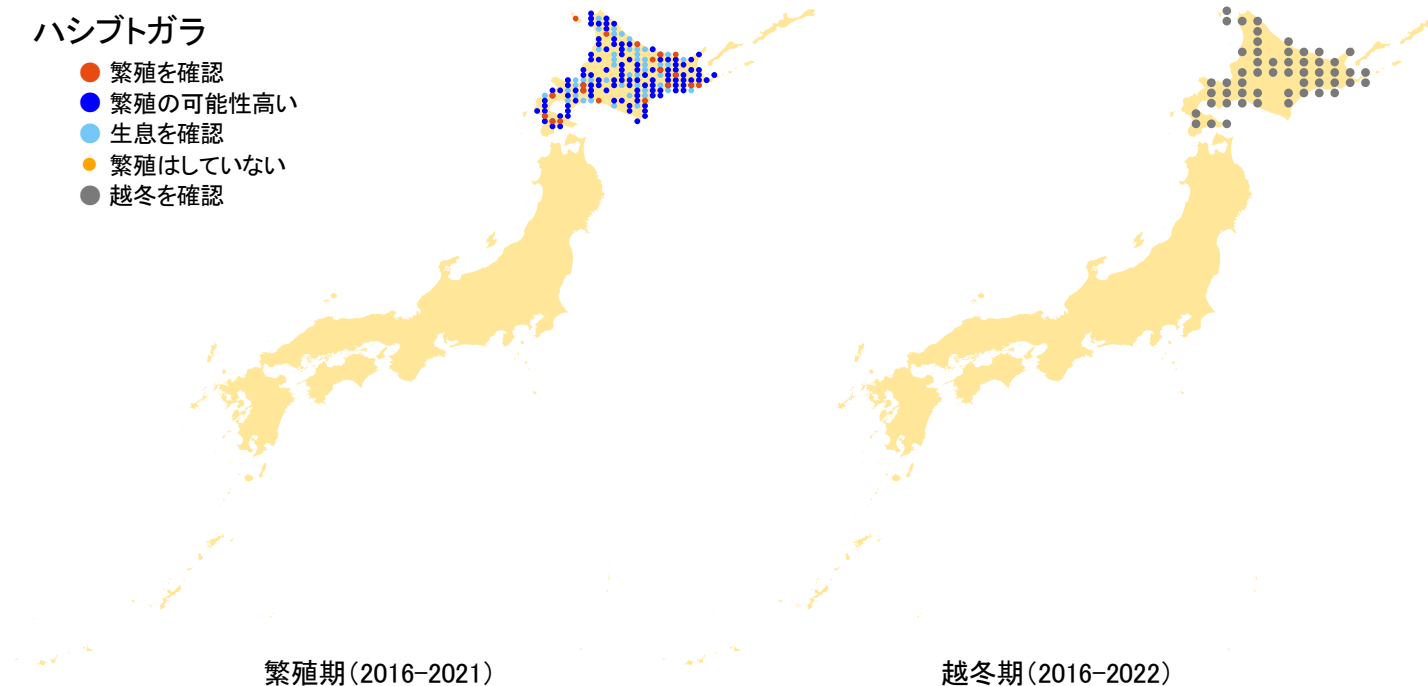 ハシブトガラ
繁殖を確認
繁殖の可能性高い
生息を確認
繁殖はしていない
越冬を確認
繁殖期（2016-2021）
越冬期（2016-2022）